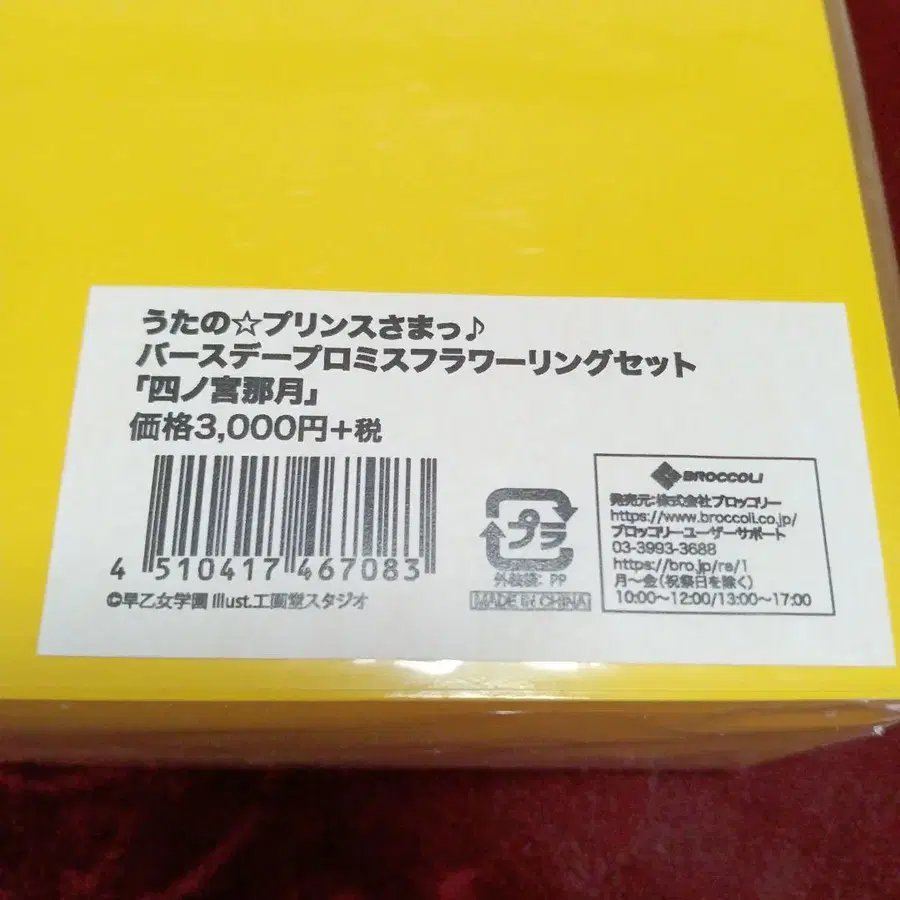 うたの☆プリンスさまっ♪
バースデープロミスフラワーリングセット
「四ノ宮那月」
価格3,000円+税
4 510417 467083
©早乙女学園 Illust.工画堂スタジオ
プラ
外装袋: PP
MADE IN CHINA
BROCCOLI
発売元:株式会社ブロッコリー
https://www.broccoli.co.jp/
ブロッコリーユーザーサポート
03-3993-3688
https://bro.jp/rs/1
月～金(祝祭日を除く)
10:00～12:00/13:00～17:00